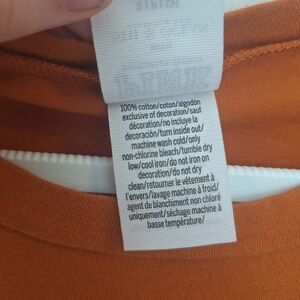 100% cotton/coton/algodón
exclusive of decoration/sauf
décoration/no incluye la
decoración/turn inside out/
machine wash cold/only
non-chlorine bleach/tumble dry
low/cool iron/do not iron on
decoration/do not dry
clean/retourner le vêtement à
l'envers/lavage machine à froid/
agent de blanchiment non chloré
uniquement/séchage machine à
basse température/